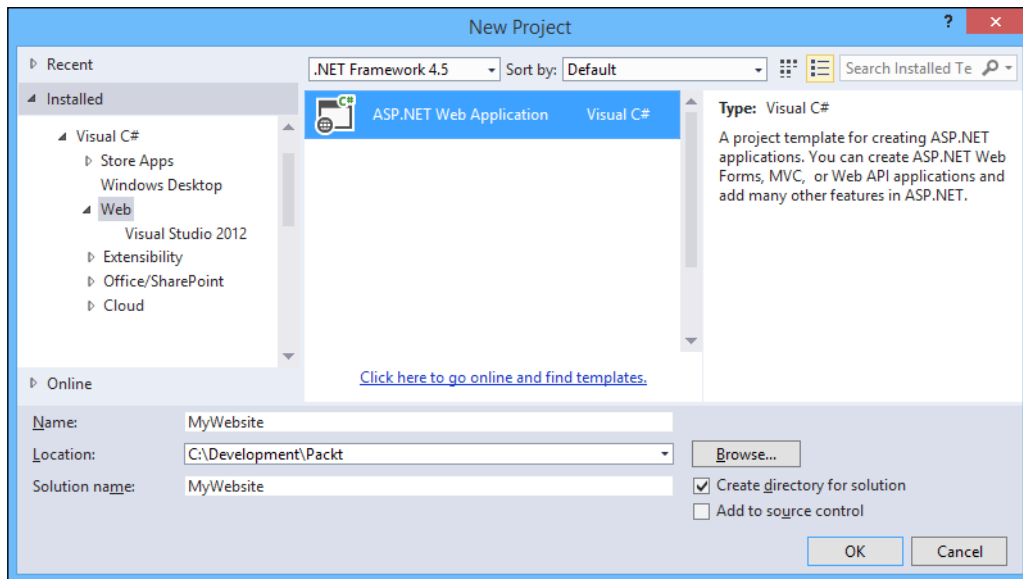 New Project
?
Recent
.NET Framework 4.5
Sort by:
Default
Search Installed Te
Installed
Visual C#
Store Apps
Windows Desktop
Web
Visual Studio 2012
Extensibility
Office/SharePoint
Cloud
Online
C#
ASP.NET Web Application
Visual C#
Click here to go online and find templates.
Type: Visual C#
A project template for creating ASP.NET
applications. You can create ASP.NET Web
Forms, MVC, or Web API applications and
add many other features in ASP.NET.
Name:
MyWebsite
Location:
C:\Development\Packt
Browse...
Solution name:
MyWebsite
Create directory for solution
Add to source control
OK
Cancel